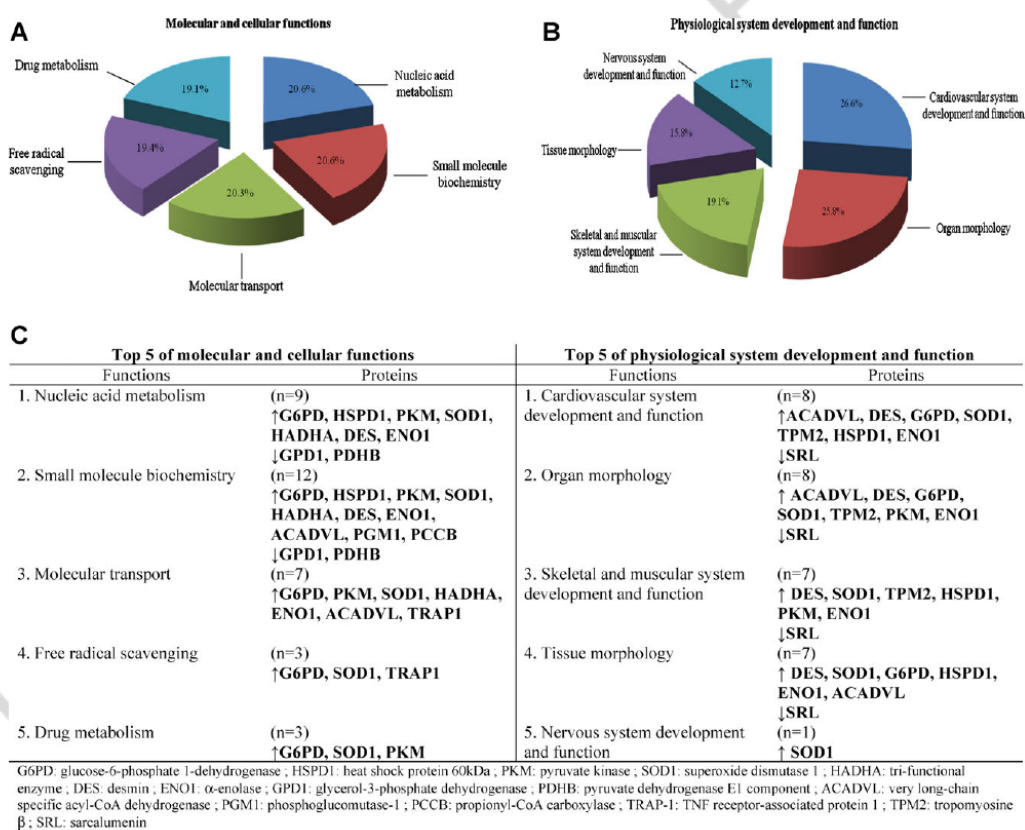 A
Molecular and cellular functions
Drug metabolism
19.1%
20.6%
Nucleic acid
metabolism
Free radical
scavenging
19.4%
20.6%
Small molecule
biochemistry
20.3%
Molecular transport
B
Physiological system development and function
Nervous system
development and function
12.7%
26.6%
Cardiovascular system
development and function
Tissue morphology
15.8%
19.1%
25.8%
Organ morphology
Skeletal and muscular
system development
and function
C
Top 5 of molecular and cellular functions
Functions Proteins
1. Nucleic acid metabolism (n=9)
↑G6PD, HSPD1, PKM, SOD1,
HADHA, DES, ENO1
↓GPD1, PDHB
2. Small molecule biochemistry (n=12)
↑G6PD, HSPD1, PKM, SOD1,
HADHA, DES, ENO1,
ACADVL, PGM1, PCCB
↓GPD1, PDHB
3. Molecular transport (n=7)
↑G6PD, PKM, SOD1, HADHA,
ENO1, ACADVL, TRAP1
4. Free radical scavenging (n=3)
↑G6PD, SOD1, TRAP1
5. Drug metabolism (n=3)
↑G6PD, SOD1, PKM
Top 5 of physiological system development and function
Functions Proteins
1. Cardiovascular system (n=8)
development and function ↑ACADVL, DES, G6PD, SOD1,
TPM2, HSPD1, ENO1
↓SRL
2. Organ morphology (n=8)
↑ ACADVL, DES, G6PD,
SOD1, TPM2, PKM, ENO1
↓SRL
3. Skeletal and muscular system (n=7)
development and function ↑ DES, SOD1, TPM2, HSPD1,
PKM, ENO1
↓SRL
4. Tissue morphology (n=7)
↑ DES, SOD1, G6PD, HSPD1,
ENO1, ACADVL
↓SRL
5. Nervous system development (n=1)
and function ↑ SOD1
G6PD: glucose-6-phosphate 1-dehydrogenase ; HSPD1: heat shock protein 60kDa ; PKM: pyruvate kinase ; SOD1: superoxide dismutase 1 ; HADHA: tri-functional
enzyme ; DES: desmin ; ENO1: α-enolase ; GPD1: glycerol-3-phosphate dehydrogenase ; PDHB: pyruvate dehydrogenase E1 component ; ACADVL: very long-chain
specific acyl-CoA dehydrogenase ; PGM1: phosphoglucomutase-1 ; PCCB: propionyl-CoA carboxylase ; TRAP-1: TNF receptor-associated protein 1 ; TPM2: tropomyosine
β ; SRL: sarcalumenin